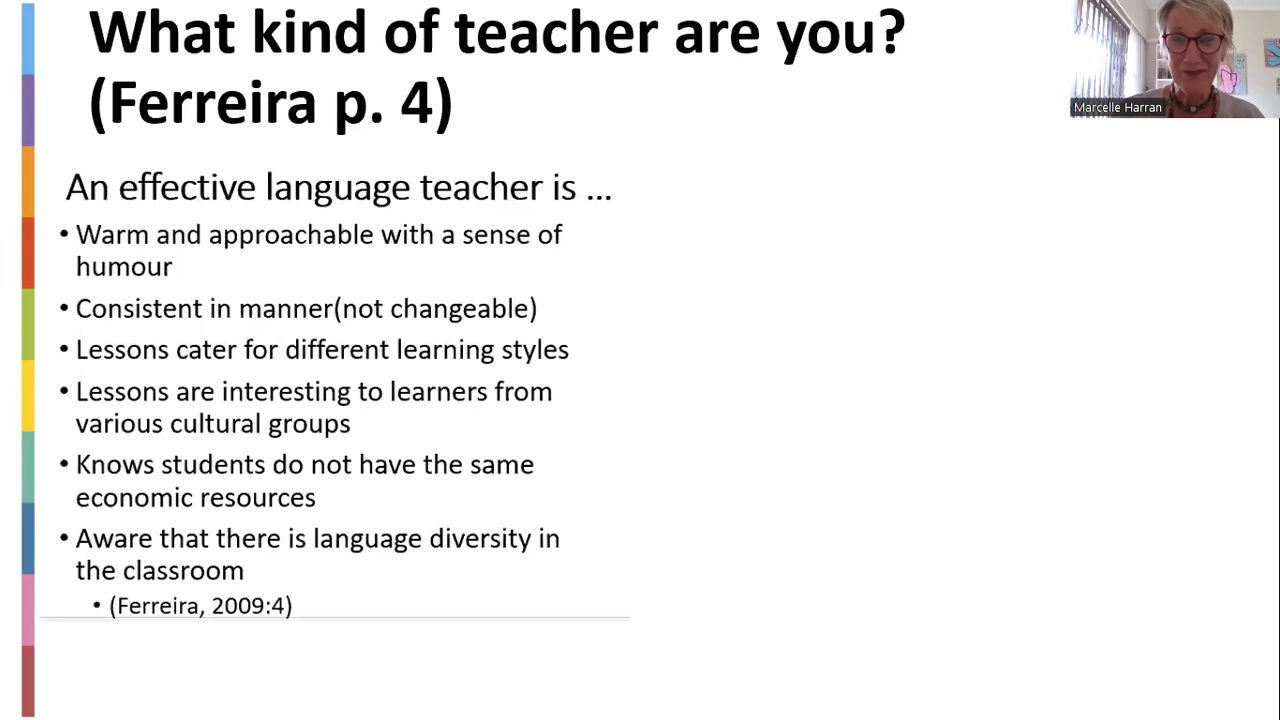 What kind of teacher are you?
(Ferreira p. 4)
Marcelle Harran
An effective language teacher is ...
• Warm and approachable with a sense of
humour
• Consistent in manner(not changeable)
• Lessons cater for different learning styles
• Lessons are interesting to learners from
various cultural groups
• Knows students do not have the same
economic resources
• Aware that there is language diversity in
the classroom
• (Ferreira, 2009:4)